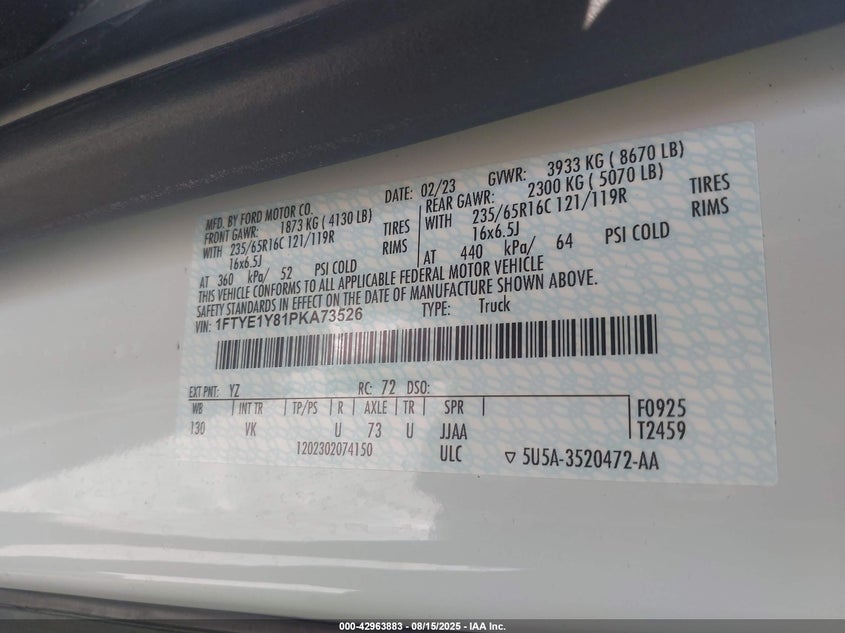 MFD. BY FORD MOTOR CO.
DATE: 02/23 GVWR: 3933 KG ( 8670 LB)
FRONT GAWR: 1873 KG ( 4130 LB)
REAR GAWR: 2300 KG ( 5070 LB)
WITH 235/65R16C 121/119R TIRES
WITH 235/65R16C 121/119R TIRES
16x6.5J RIMS
16x6.5J RIMS
AT 360 kPa/ 52 PSI COLD
AT 440 kPa/ 64 PSI COLD
THIS VEHICLE CONFORMS TO ALL APPLICABLE FEDERAL MOTOR VEHICLE
SAFETY STANDARDS IN EFFECT ON THE DATE OF MANUFACTURE SHOWN ABOVE.
VIN: 1FTYE1Y81PKA73526 TYPE: Truck
EXT PNT: YZ RC: 72 DSO:
WB INT TR TP/PS R AXLE TR SPR F0925
130 VK U 73 U JJAA T2459
1202302074150 ULC ▽ 5U5A-3520472-AA
000-42963883 - 08/15/2025 - IAA Inc.